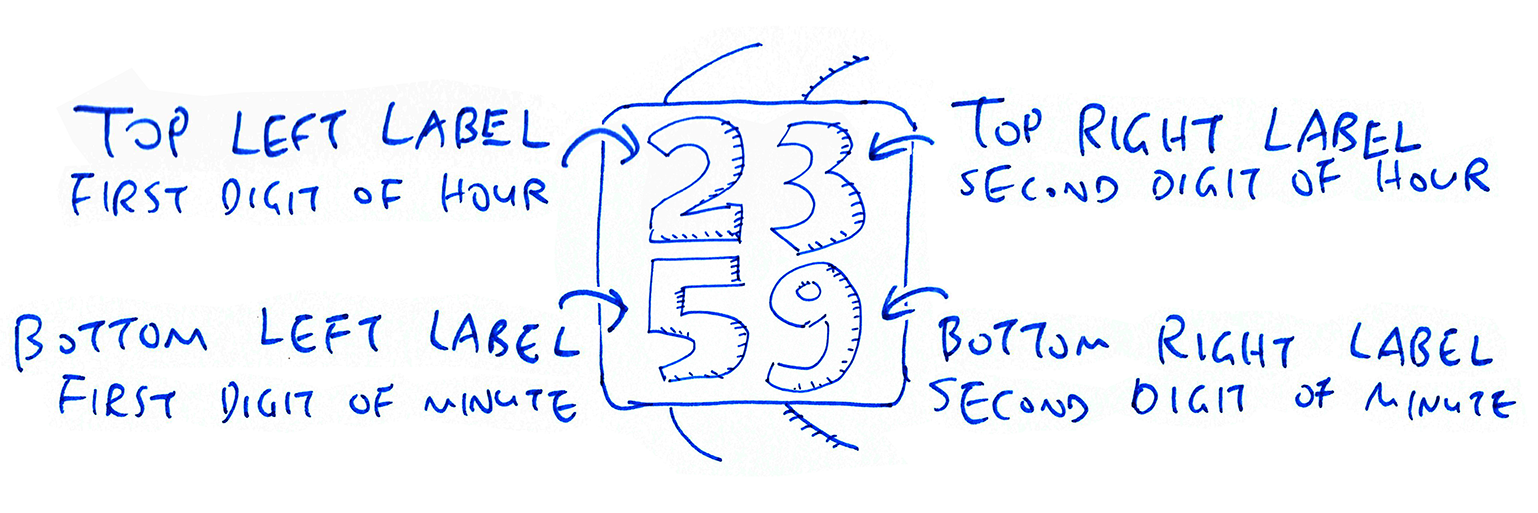 TOP LEFT LABEL
FIRST DIGIT OF HOUR
23
TOP RIGHT LABEL
SECOND DIGIT OF HOUR
BOTTOM LEFT LABEL
FIRST DIGIT OF MINUTE
59
BOTTOM RIGHT LABEL
SECOND DIGIT OF MINUTE